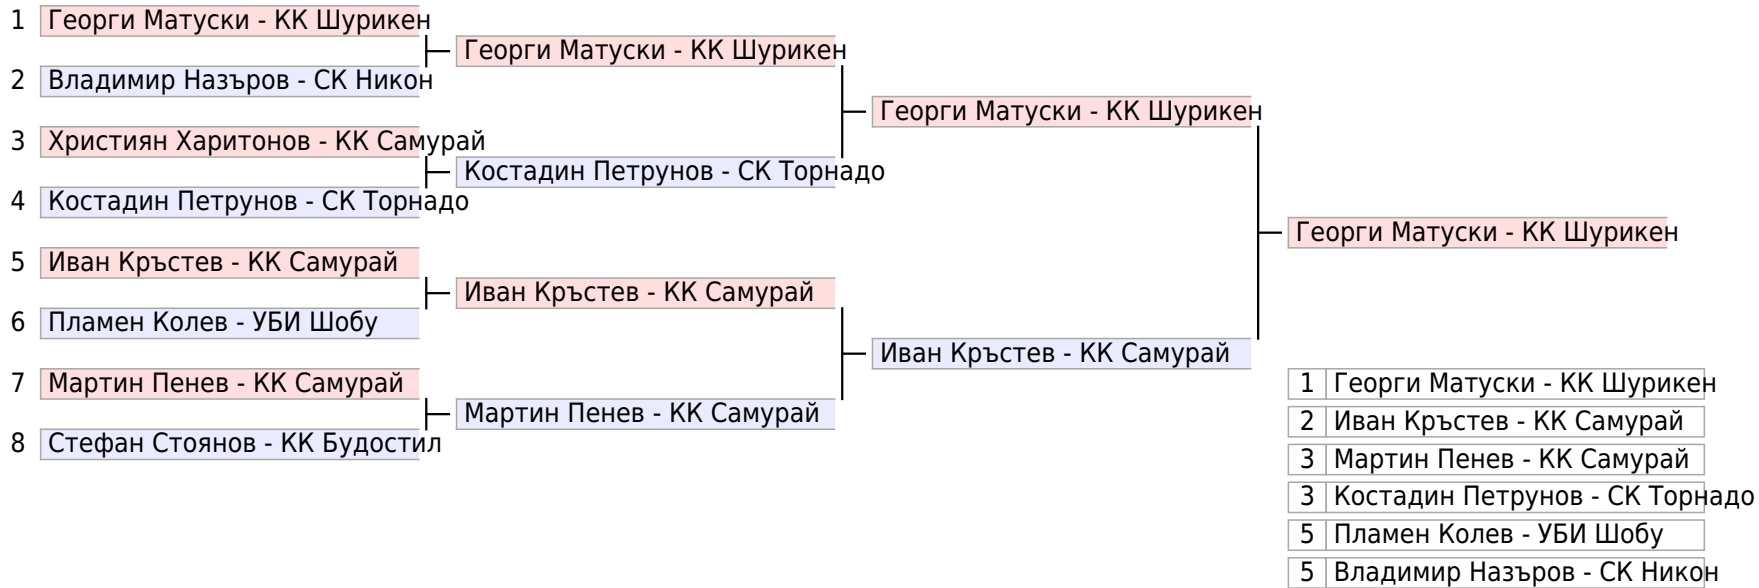 1 Георги Матуски - КК Шурикен
2 Владимир Назъров - СК Никон
3 Християн Харитонов - КК Самурай
4 Костадин Петрунов - СК Торнадо
5 Иван Кръстев - КК Самурай
6 Пламен Колев - УБИ Шобу
7 Мартин Пенев - КК Самурай
8 Стефан Стоянов - КК Будостил
Георги Матуски - КК Шурикен
Костадин Петрунов - СК Торнадо
Иван Кръстев - КК Самурай
Мартин Пенев - КК Самурай
Георги Матуски - КК Шурикен
Иван Кръстев - КК Самурай
Георги Матуски - КК Шурикен
1 Георги Матуски - КК Шурикен
2 Иван Кръстев - КК Самурай
3 Мартин Пенев - КК Самурай
3 Костадин Петрунов - СК Торнадо
5 Пламен Колев - УБИ Шобу
5 Владимир Назъров - СК Никон